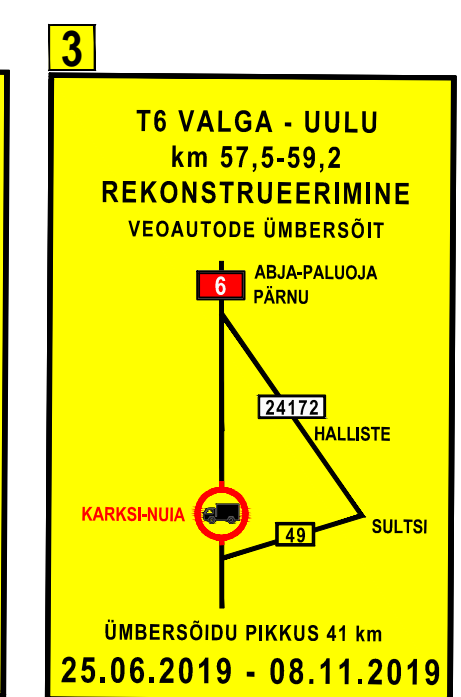 3
T6 VALGA - UULU
km 57,5-59,2
REKONSTRUEERIMINE
VEOAUTODE ÜMBERSÕIT
6
ABJA-PALUOJA
PÄRNU
24172
HALLISTE
KARKSI-NUIA
SULTSI
49
ÜMBERSÕIDU PIKKUS 41 km
25.06.2019 - 08.11.2019